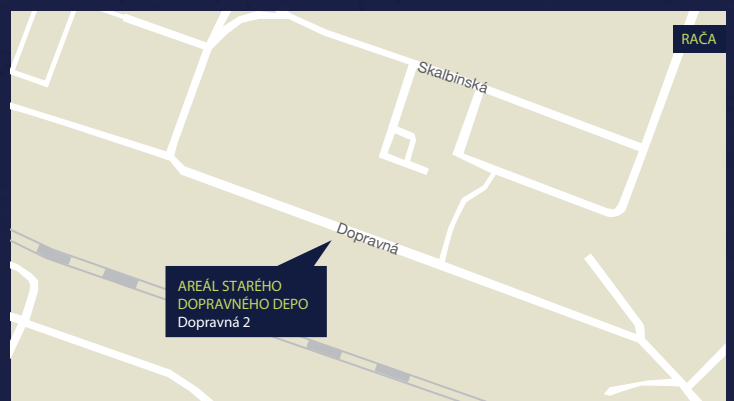 RAČA
Skalbinská
Dopravná
AREÁL STARÉHO
DOPRAVNÉHO DEPO
Dopravná 2